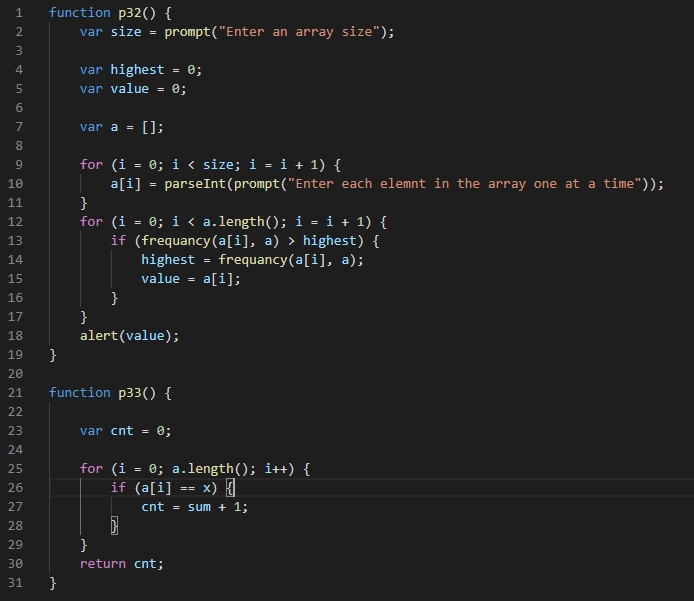 1 function p32() {
2 var size = prompt("Enter an array size");
3
4 var highest = 0;
5 var value = 0;
6
7 var a = [];
8
9 for (i = 0; i < size; i = i + 1) {
10 a[i] = parseInt(prompt("Enter each elemnt in the array one at a time"));
11 }
12 for (i = 0; i < a.length(); i = i + 1) {
13 if (frequancy(a[i], a) > highest) {
14 highest = frequancy(a[i], a);
15 value = a[i];
16 }
17 }
18 alert(value);
19 }
20
21 function p33() {
22
23 var cnt = 0;
24
25 for (i = 0; a.length(); i++) {
26 if (a[i] == x) {
27 cnt = sum + 1;
28 }
29 }
30 return cnt;
31 }